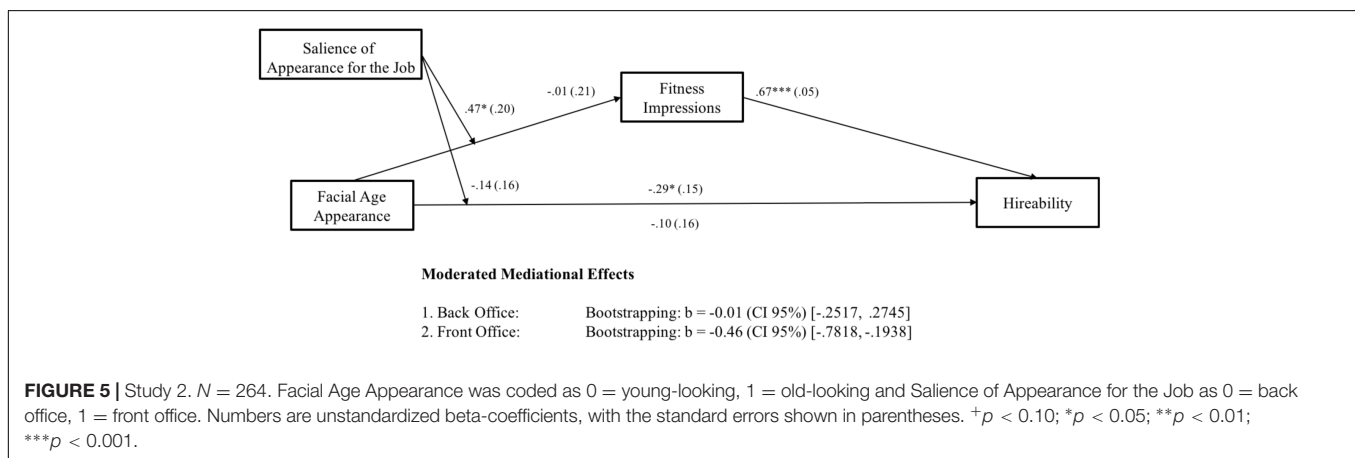 Salience of
Appearance for the Job
-.01 (.21)
Fitness
Impressions
.67*** (.05)
.47* (.20)
Facial Age
Appearance
-.14 (.16)
-.29* (.15)
-.10 (.16)
Hireability
Moderated Mediational Effects
1. Back Office: Bootstrapping: b = -0.01 (CI 95%) [-.2517, .2745]
2. Front Office: Bootstrapping: b = -0.46 (CI 95%) [-.7818, -.1938]
FIGURE 5 | Study 2. N = 264. Facial Age Appearance was coded as 0 = young-looking, 1 = old-looking and Salience of Appearance for the Job as 0 = back
office, 1 = front office. Numbers are unstandardized beta-coefficients, with the standard errors shown in parentheses. +p < 0.10; *p < 0.05; **p < 0.01;
***p < 0.001.